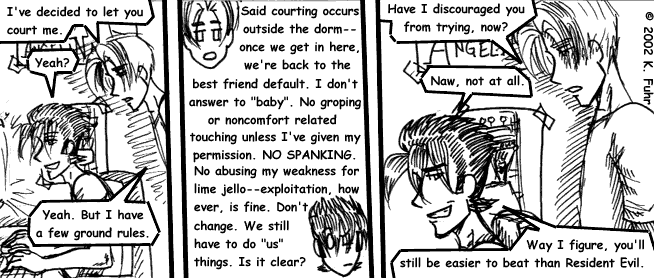 I've decided to let you
court me.
Yeah?
Yeah. But I have
a few ground rules.
Said courting occurs
outside the dorm--
once we get in here,
we're back to the
best friend default. I don't
answer to "baby". No groping
or noncomfort related
touching unless I've given my
permission. NO SPANKING.
No abusing my weakness for
lime jello--exploitation, how
ever, is fine. Don't
change. We still
have to do "us"
things. Is it clear?
Have I discouraged you
from trying, now?
ANGEL
Naw, not at all.
Way I figure, you'll
still be easier to beat than Resident Evil.
© 2002 K. Fuhr